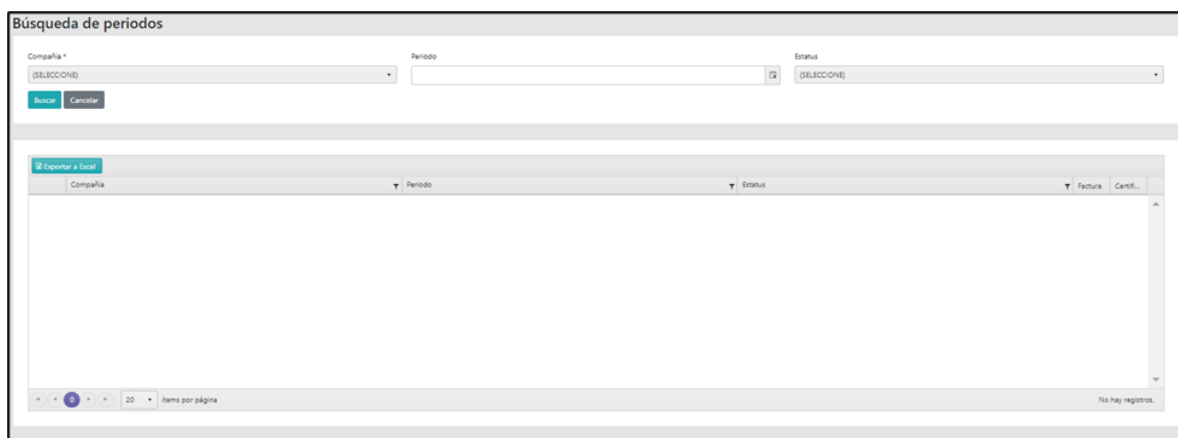 Búsqueda de periodos
Compañía * Periodo Estatus
(SELECCIONE) (SELECCIONE)
Buscar Cancelar
Exportar a Excel
Compañía Periodo Estatus Factura Certifi...
0 20 ítems por página No hay registros.